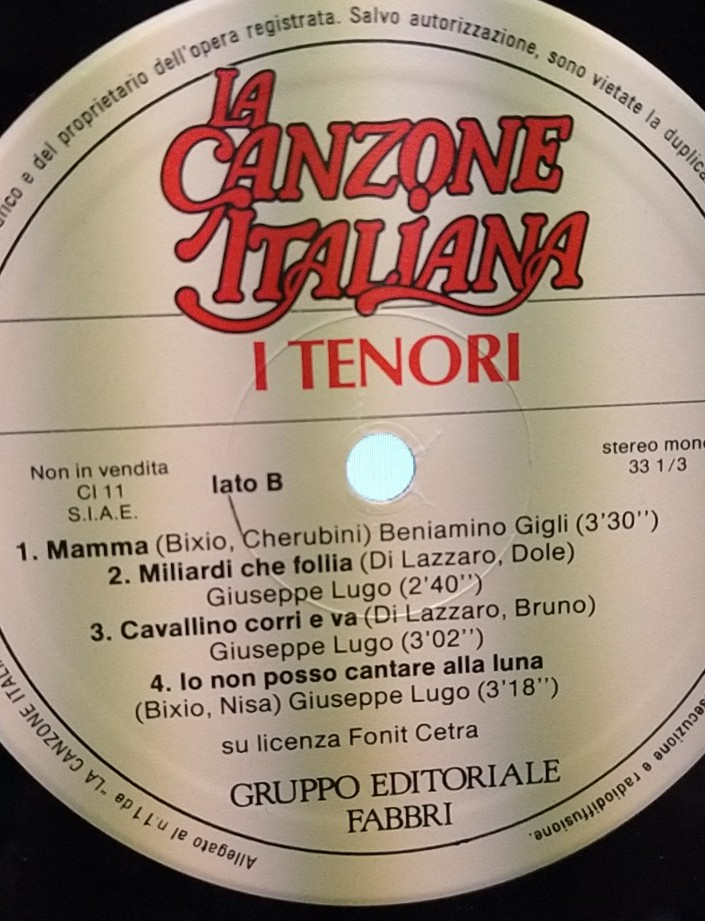 del proprietario dell'opera registrata. Salvo autorizzazione, sono vietate la
LA
CANZONE
ITALIANA
I TENORI
Non in vendita
CI 11
S.I.A.E.
lato B
stereo mono
33 1/3
1. Mamma (Bixio, Cherubini) Beniamino Gigli (3'30'')
2. Miliardi che follia (Di Lazzaro, Dole)
Giuseppe Lugo (2'40'')
3. Cavallino corri e va (Di Lazzaro, Bruno)
Giuseppe Lugo (3'02'')
4. Io non posso cantare alla luna
(Bixio, Nisa) Giuseppe Lugo (3'18'')
su licenza Fonit Cetra
GRUPPO EDITORIALE
FABBRI
e radiodiffusione.
Allegato al n. 11 de "LA CANZONE